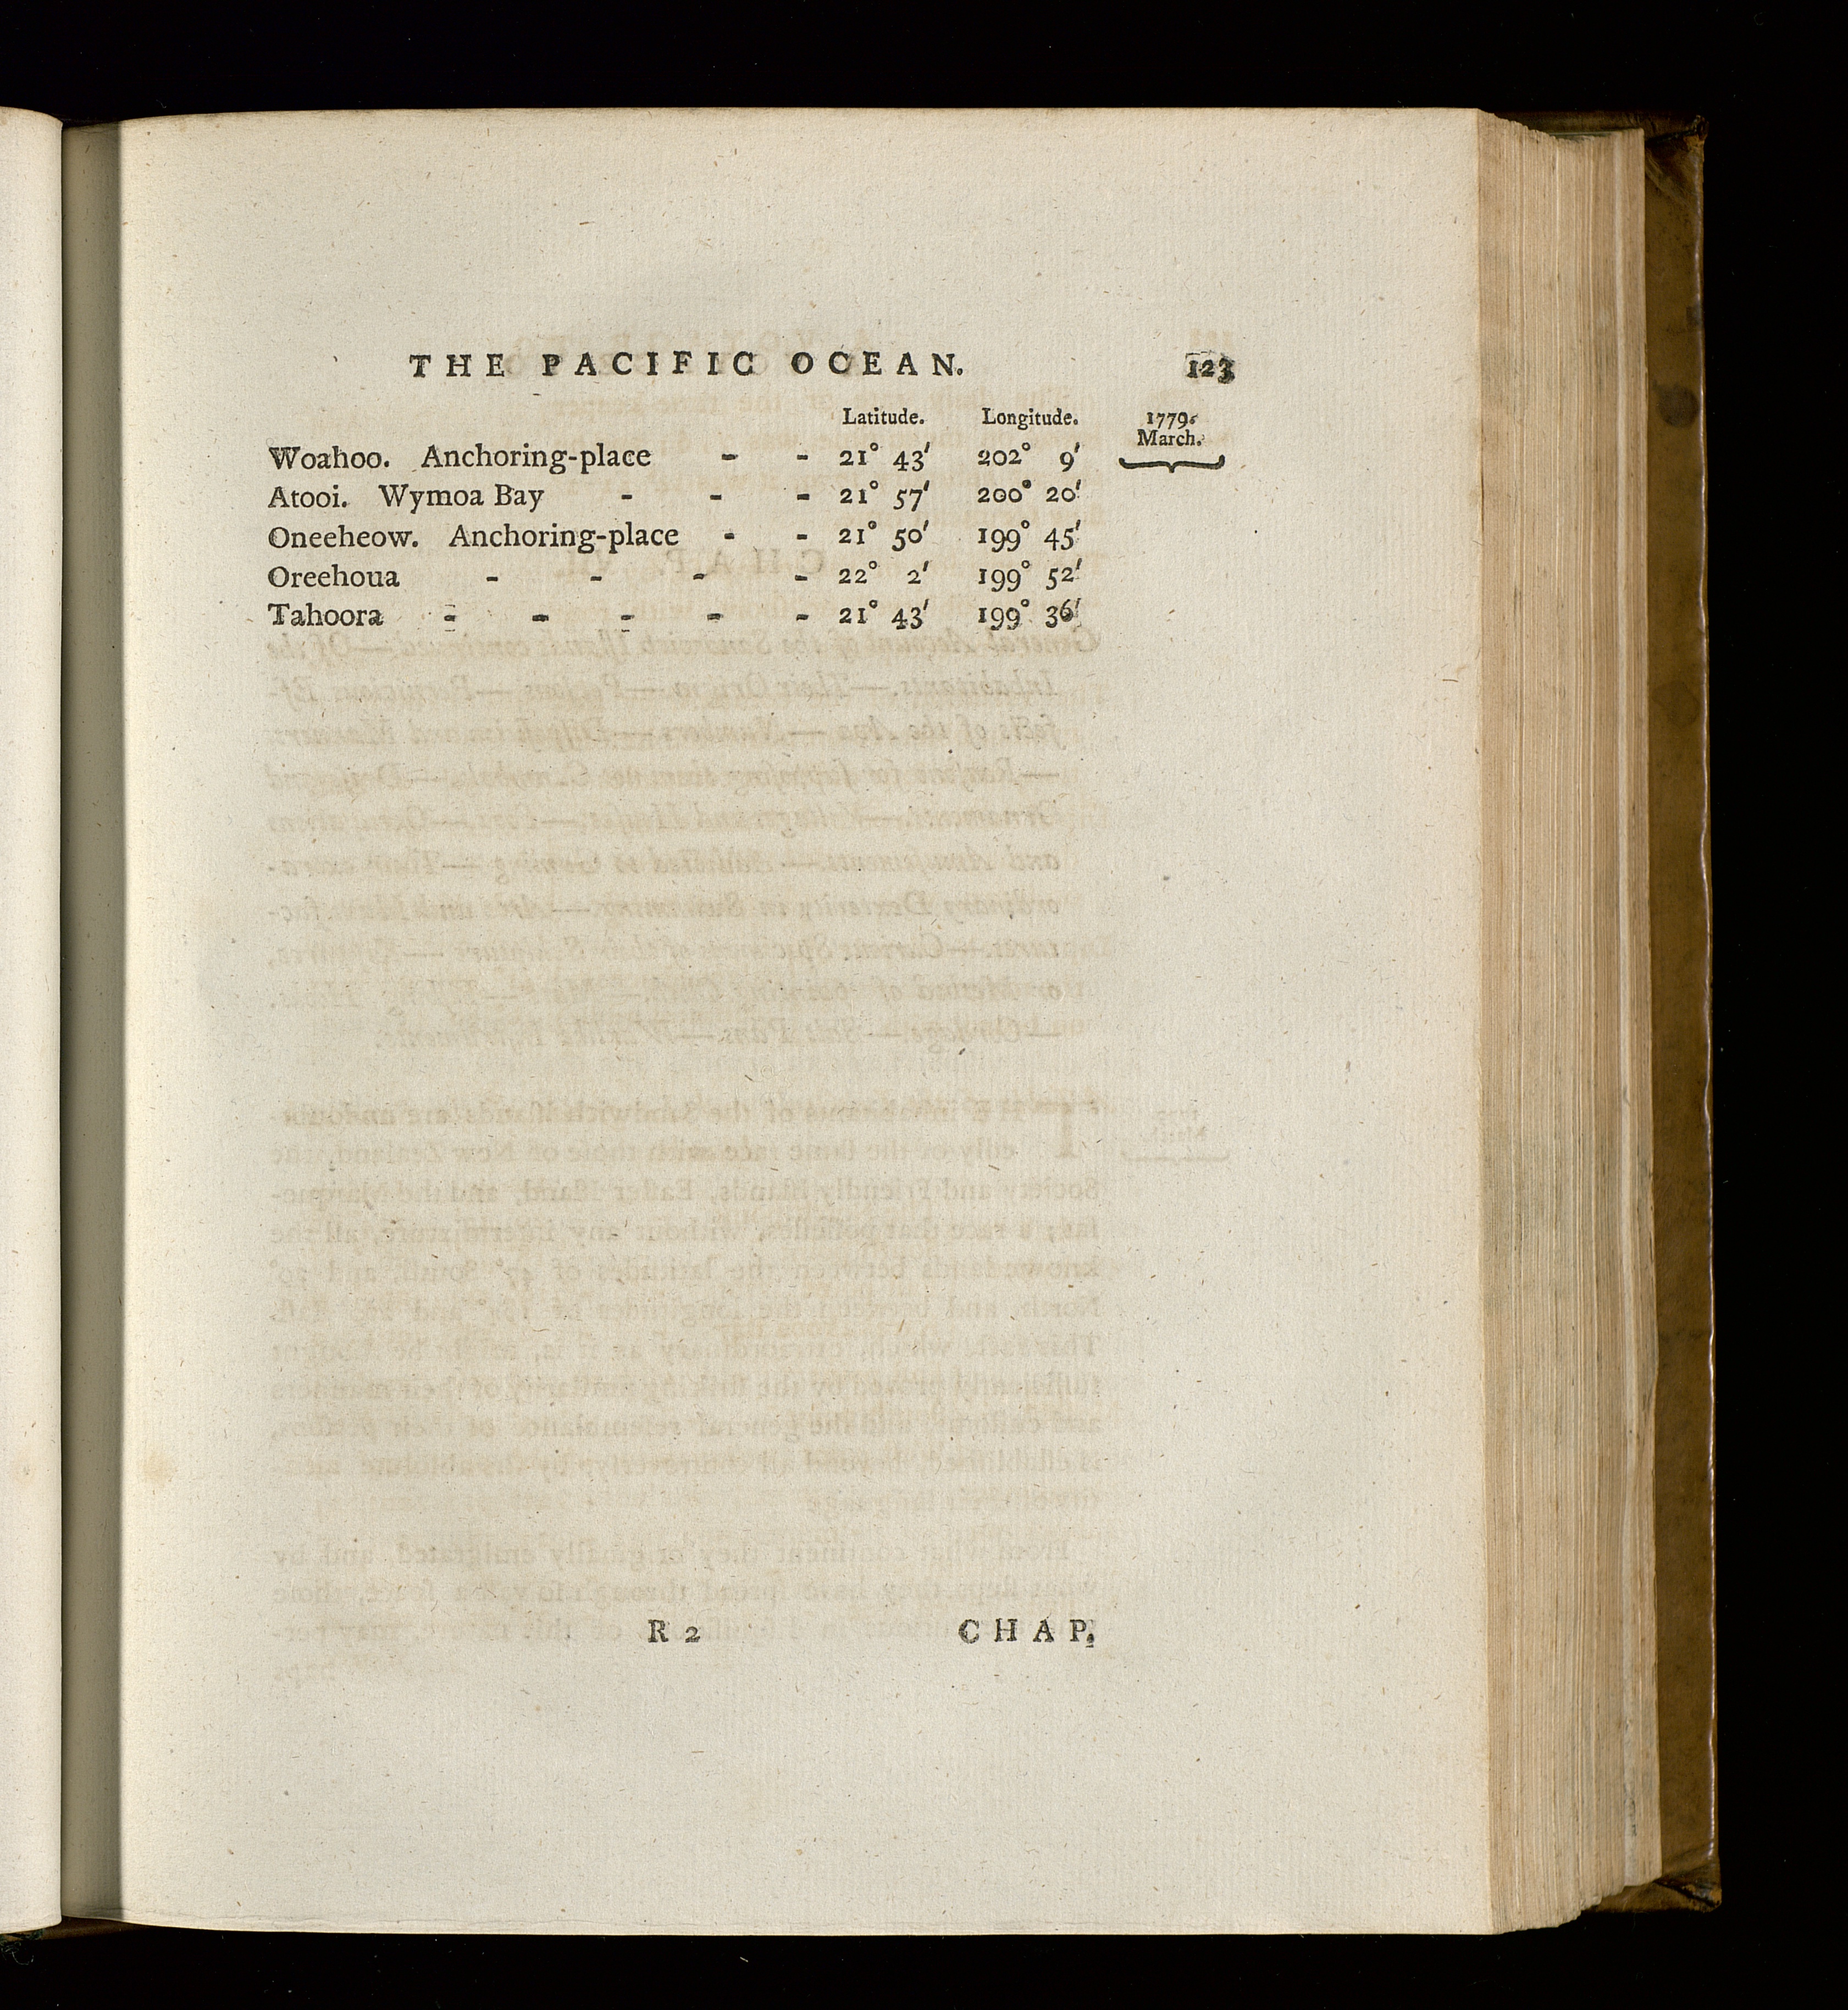 THE PACIFIC OCEAN. 123
Latitude. Longitude. 1779.
March.
Woahoo. Anchoring-place - - 21° 43′ 202° 9′
Atooi. Wymoa Bay - - - 21° 57′ 200° 20′
Oneeheow. Anchoring-place - - 21° 50′ 199° 45′
Oreehoua - - - - 22° 2′ 199° 52′
Tahoora - - - - - 21° 43′ 199° 36′
R 2 CHAP.